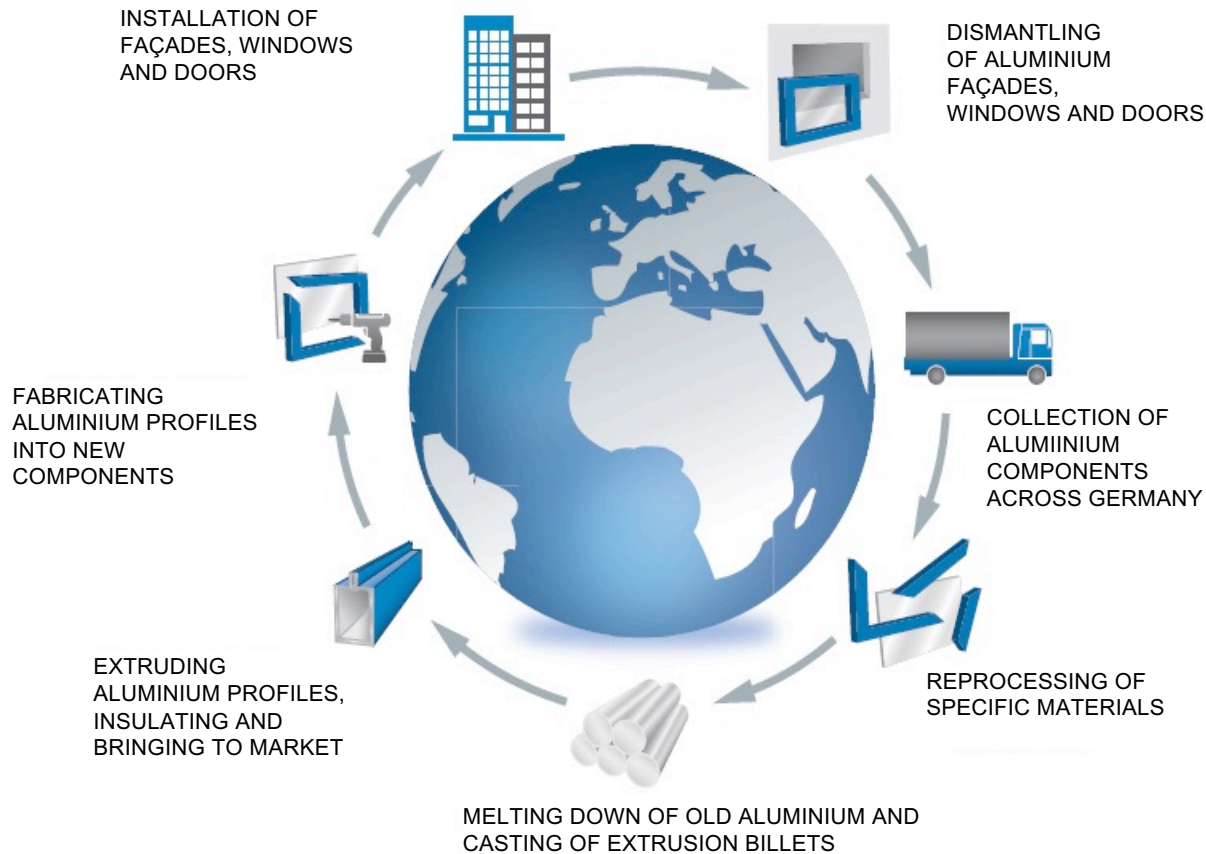 INSTALLATION OF
FAÇADES, WINDOWS
AND DOORS
DISMANTLING
OF ALUMINIUM
FAÇADES,
WINDOWS AND DOORS
COLLECTION OF
ALUMIINIUM
COMPONENTS
ACROSS GERMANY
REPROCESSING OF
SPECIFIC MATERIALS
MELTING DOWN OF OLD ALUMINIUM AND
CASTING OF EXTRUSION BILLETS
EXTRUDING
ALUMINIUM PROFILES,
INSULATING AND
BRINGING TO MARKET
FABRICATING
ALUMINIUM PROFILES
INTO NEW
COMPONENTS